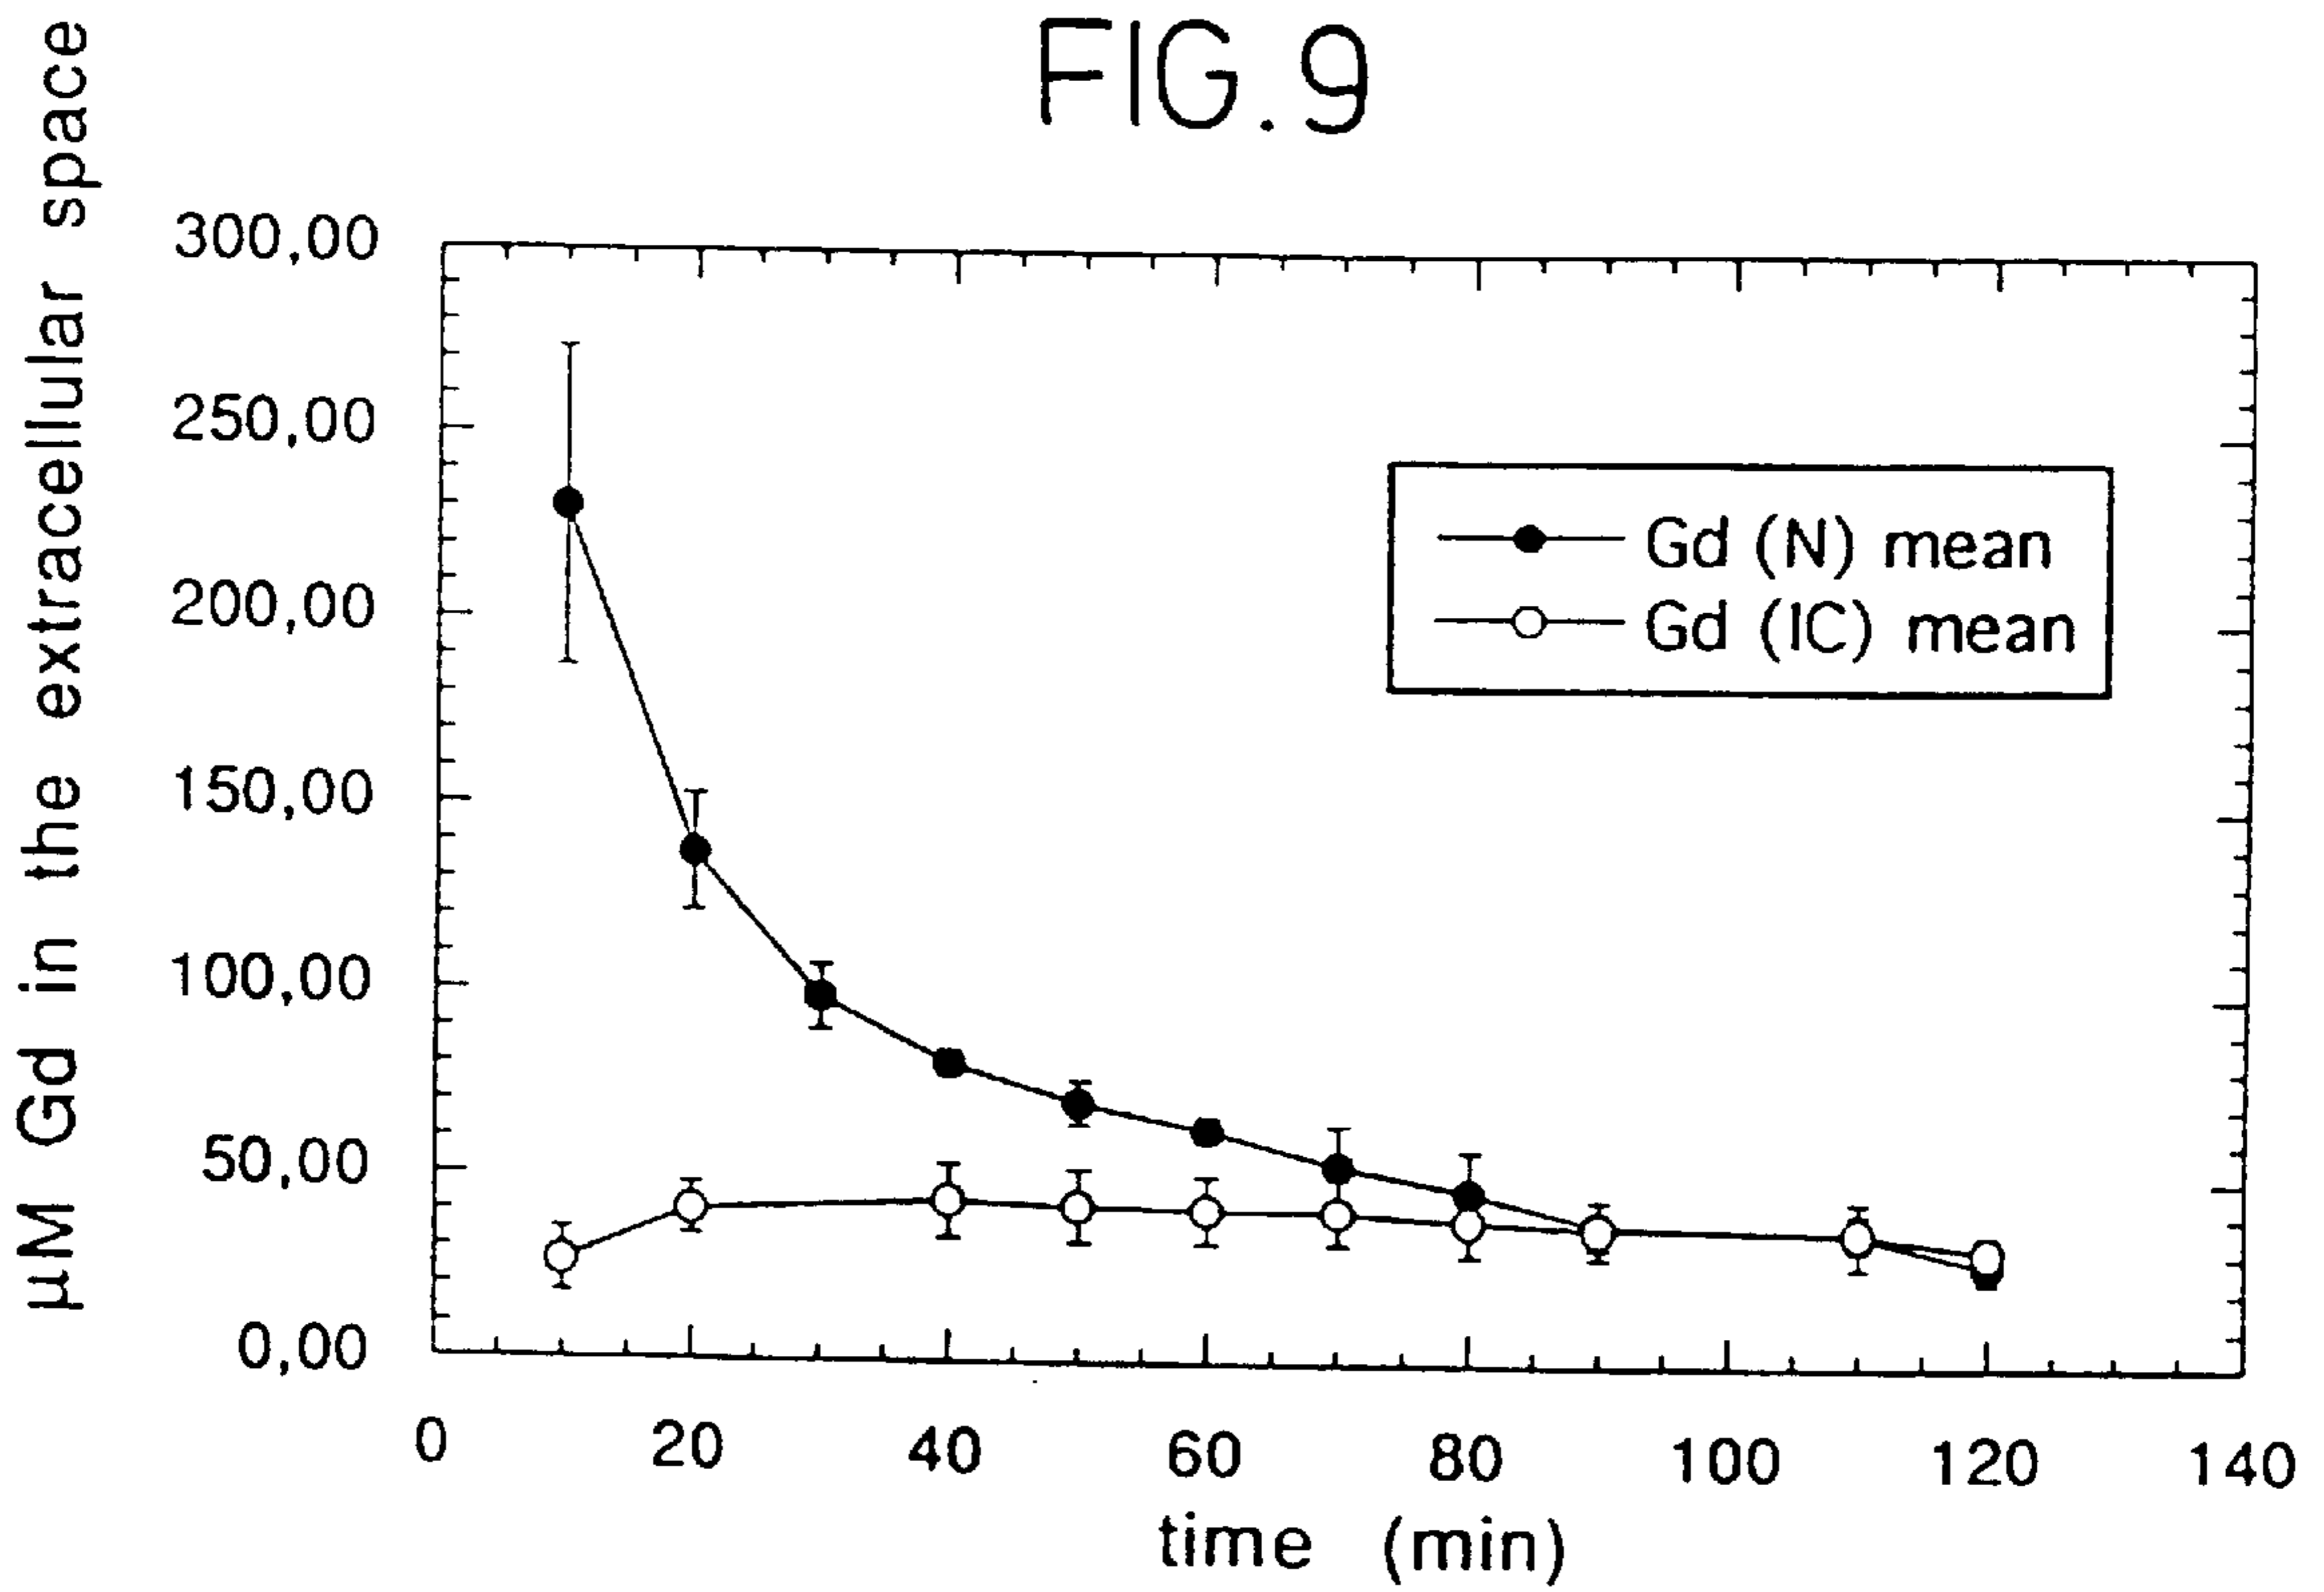 FIG.9
µM Gd in the extracellular space
300,00
250,00
200,00
150,00
100,00
50,00
0,00
Gd (N) mean
Gd (IC) mean
0 20 40 60 80 100 120 140
time (min)